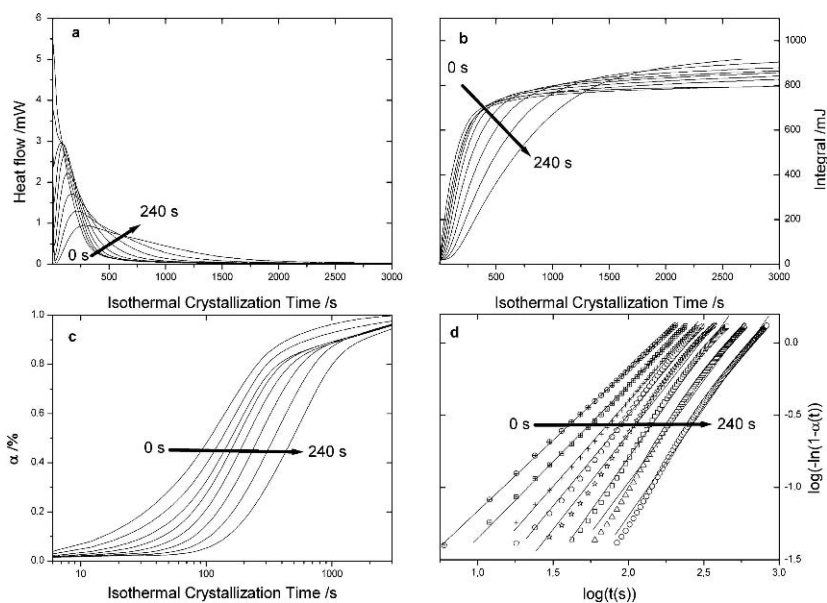 a
Heat flow /mW
6
5
4
3
2
1
0
240 s
0 s
0 500 1000 1500 2000 2500 3000
Isothermal Crystallization Time /s
b
0 s
240 s
1000
800
600
400
200
0
Integral /mJ
0 500 1000 1500 2000 2500 3000
Isothermal Crystallization Time /s
c
α /%
1.0
0.8
0.6
0.4
0.2
0.0
0 s
240 s
10 100 1000
Isothermal Crystallization Time /s
d
0 s
240 s
0.0
-0.5
-1.0
-1.5
log(-ln(1-α(t))
1,0 1,5 2,0 2,5 3,0
log(t(s))